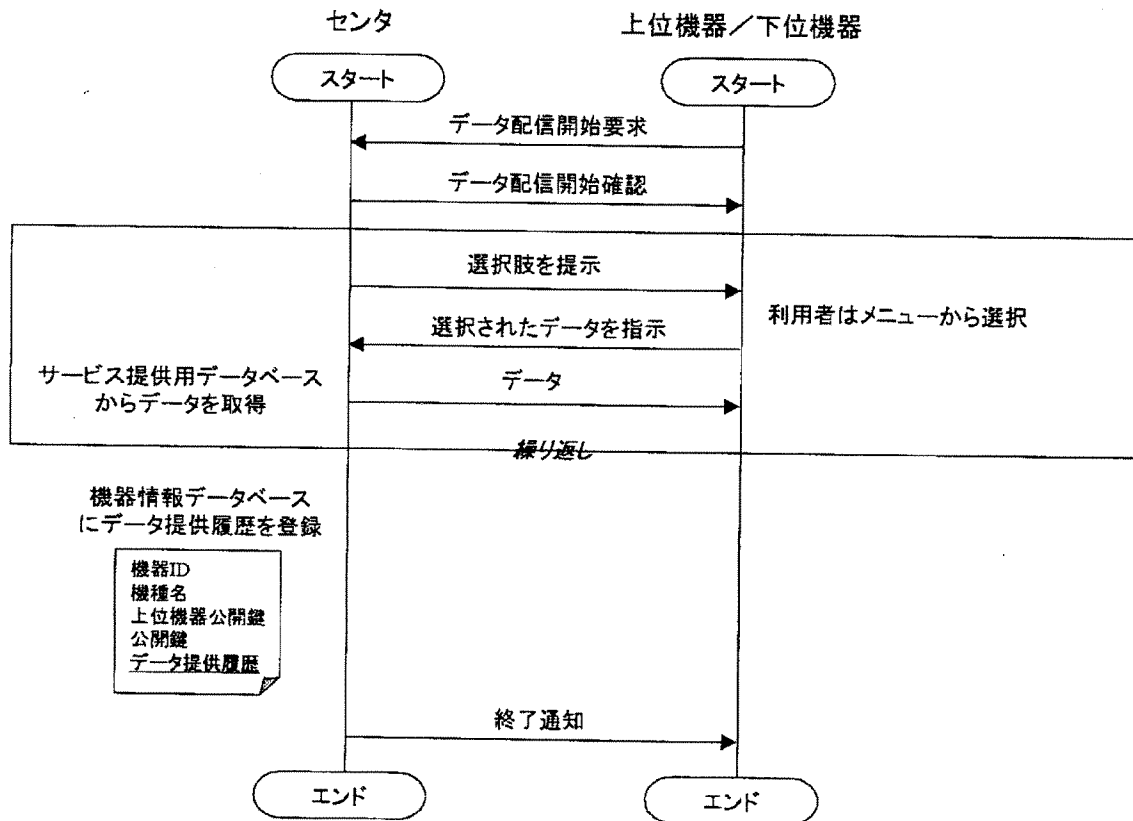 センタ
上位機器／下位機器
スタート
スタート
データ配信開始要求
データ配信開始確認
選択肢を提示
利用者はメニューから選択
選択されたデータを指示
サービス提供用データベース
からデータを取得
データ
繰り返し
機器情報データベース
にデータ提供履歴を登録
機器ID
機種名
上位機器公開鍵
公開鍵
データ提供履歴
終了通知
エンド
エンド